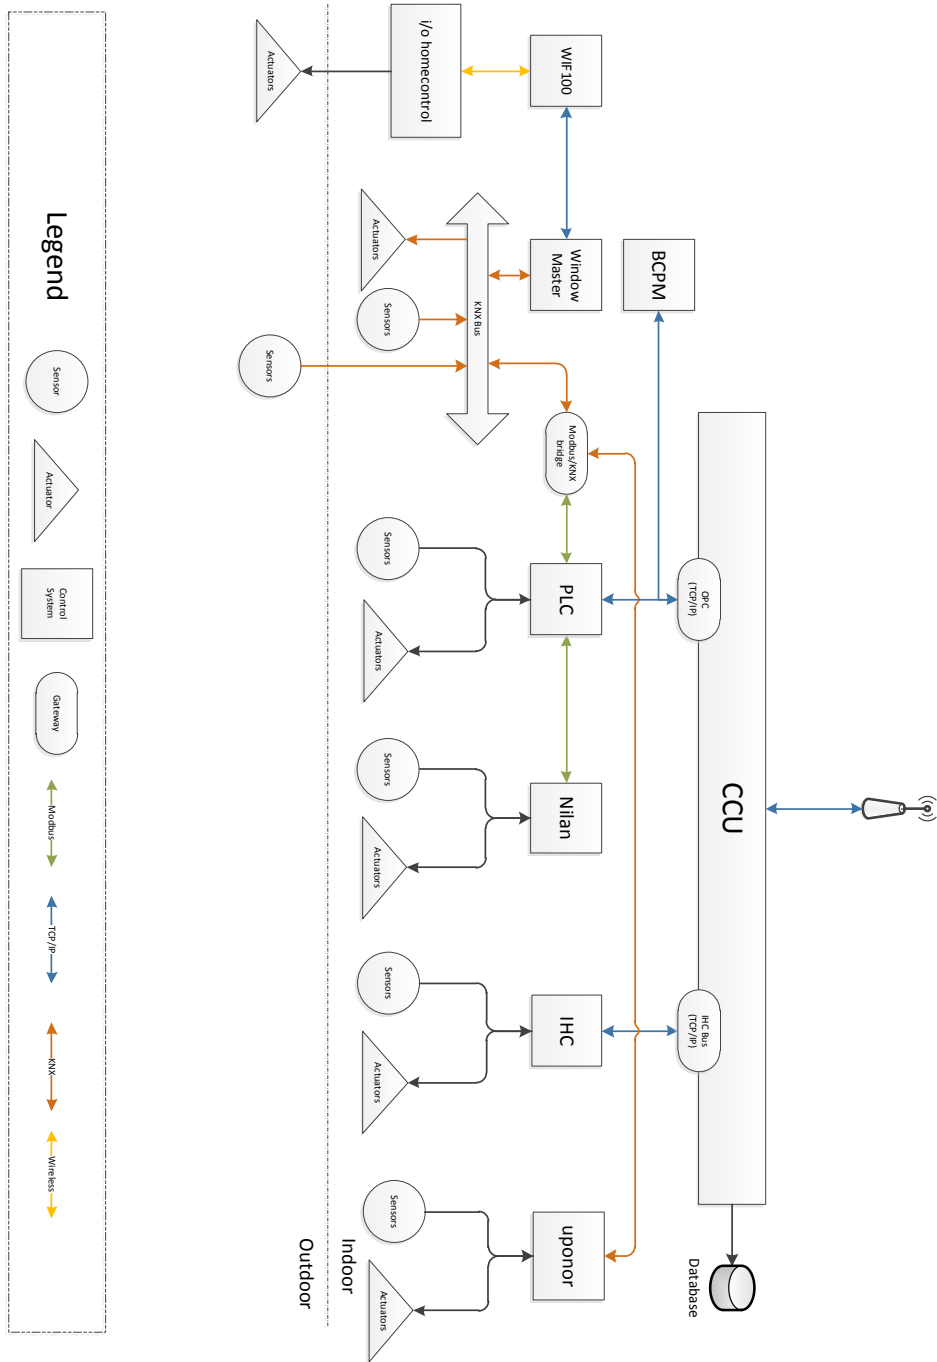 CCU
Database
OPC
(TCP/IP)
IHC Bus
(TCP/IP)
BCPM
WIF100
Window
Master
Modbus/KNX
bridge
PLC
Nilan
IHC
uponor
i/o homecontrol
KNX Bus
Actuators
Sensors
Sensors
Actuators
Sensors
Actuators
Sensors
Actuators
Sensors
Actuators
Indoor
Outdoor
Actuators
Sensors
Legend
Sensor
Actuator
Control
System
Gateway
Modbus
TCP/IP
KNX
Wireless